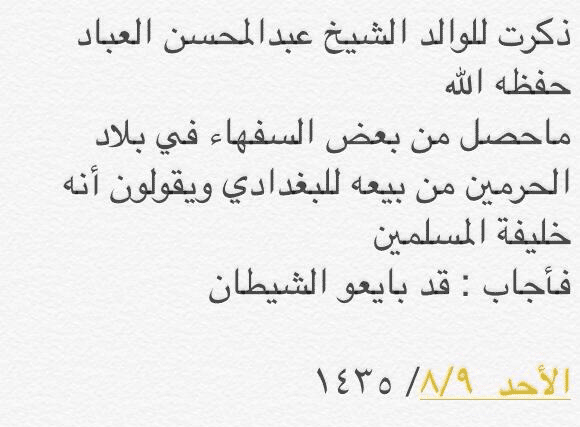 ذكرت للوالد الشيخ عبدالمحسن العباد
حفظه الله
ماحصل من بعض السفهاء في بلاد
الحرمين من بيعه للبغدادي ويقولون أنه
خليفة المسلمين
فأجاب : قد بايعو الشيطان
الأحد ٨/٩/ ١٤٣٥